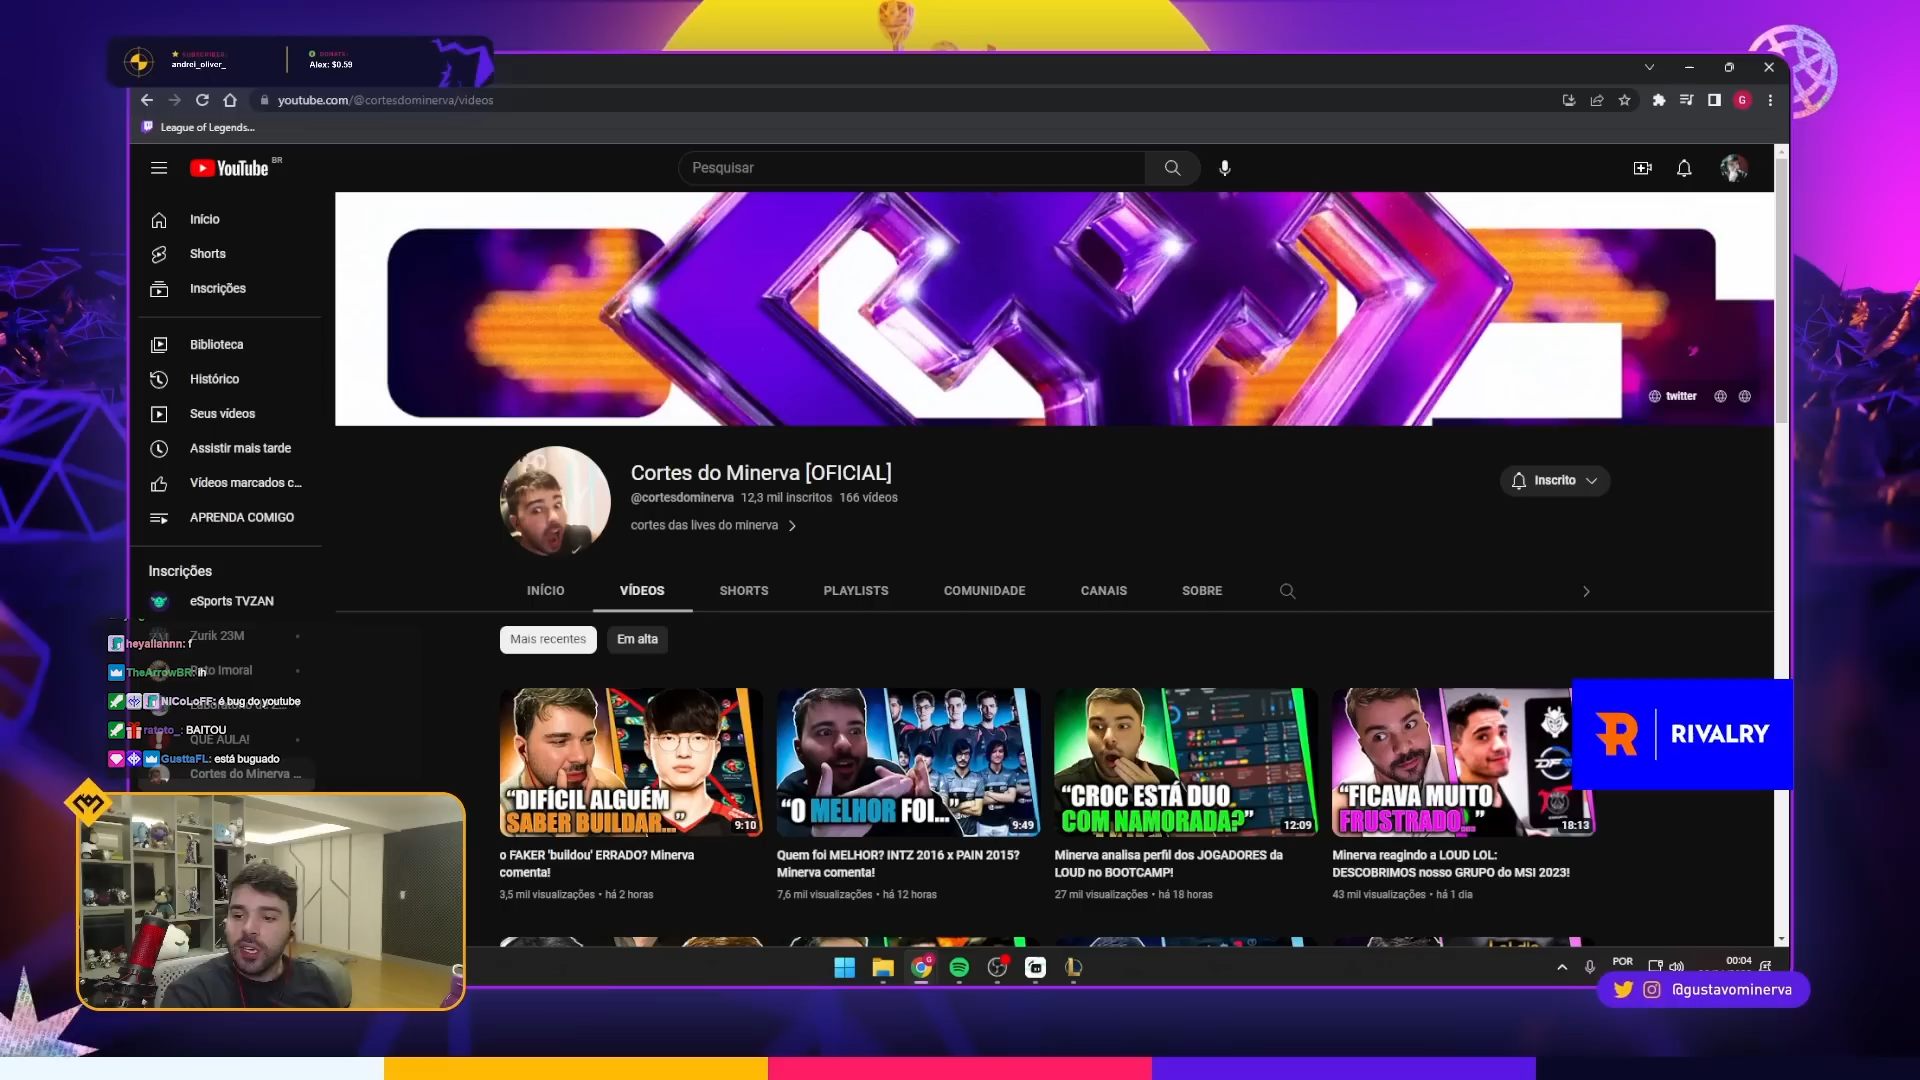 SUBSCRIBER:
andrei_oliver_
DONATE:
Alex: $0.59
youtube.com/@cortesdominerva/videos
G
League of Legends...
YouTube BR
Pesquisar
Início
Shorts
Inscrições
Biblioteca
Histórico
Seus vídeos
Assistir mais tarde
Vídeos marcados c...
APRENDA COMIGO
Inscrições
eSports TVZAN
Zurik 23M
QUE AULA!
Cortes do Minerva ...
twitter
Cortes do Minerva [OFICIAL]
@cortesdominerva 12,3 mil inscritos 166 vídeos
cortes das lives do minerva
Inscrito
INÍCIO
VÍDEOS
SHORTS
PLAYLISTS
COMUNIDADE
CANAIS
SOBRE
Mais recentes
Em alta
heyallannn: f
TheArrowBR: ih
NiCoLoFF: é bug do youtube
ratoto_: BAITOU
GusttaFL: está buguado
"DIFÍCIL ALGUÉM
SABER BUILDAR..."
9:10
o FAKER 'buildou' ERRADO? Minerva
comenta!
3,5 mil visualizações • há 2 horas
"O MELHOR FOI..."
9:49
Quem foi MELHOR? INTZ 2016 x PAIN 2015?
Minerva comenta!
7,6 mil visualizações • há 12 horas
"CROC ESTÁ DUO
COM NAMORADA?"
12:09
Minerva analisa perfil dos JOGADORES da
LOUD no BOOTCAMP!
27 mil visualizações • há 18 horas
"FICAVA MUITO
FRUSTRADO..."
18:13
Minerva reagindo a LOUD LOL:
DESCOBRIMOS nosso GRUPO do MSI 2023!
43 mil visualizações • há 1 dia
RIVALRY
POR
00:04
@gustavominerva